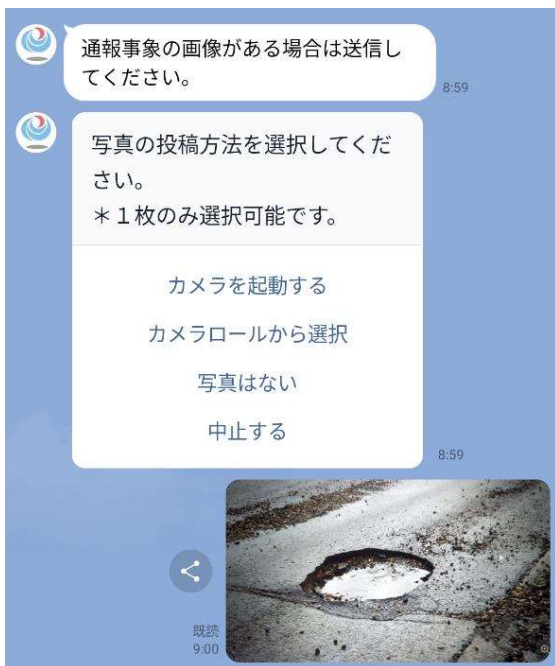 通報事象の画像がある場合は送信し
てください。
8:59
写真の投稿方法を選択してくだ
さい。
＊１枚のみ選択可能です。
カメラを起動する
カメラロールから選択
写真はない
中止する
8:59
既読
9:00